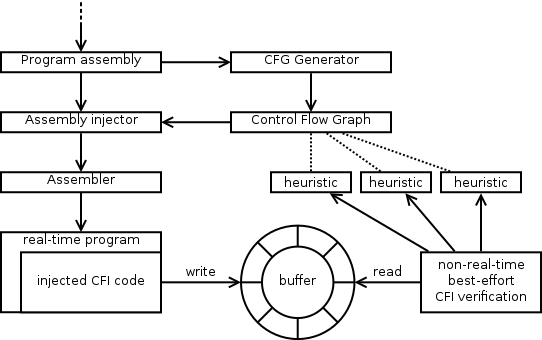 Program assembly
CFG Generator
Assembly injector
Control Flow Graph
Assembler
heuristic
heuristic
heuristic
real-time program
injected CFI code
write
buffer
read
non-real-time
best-effort
CFI verification